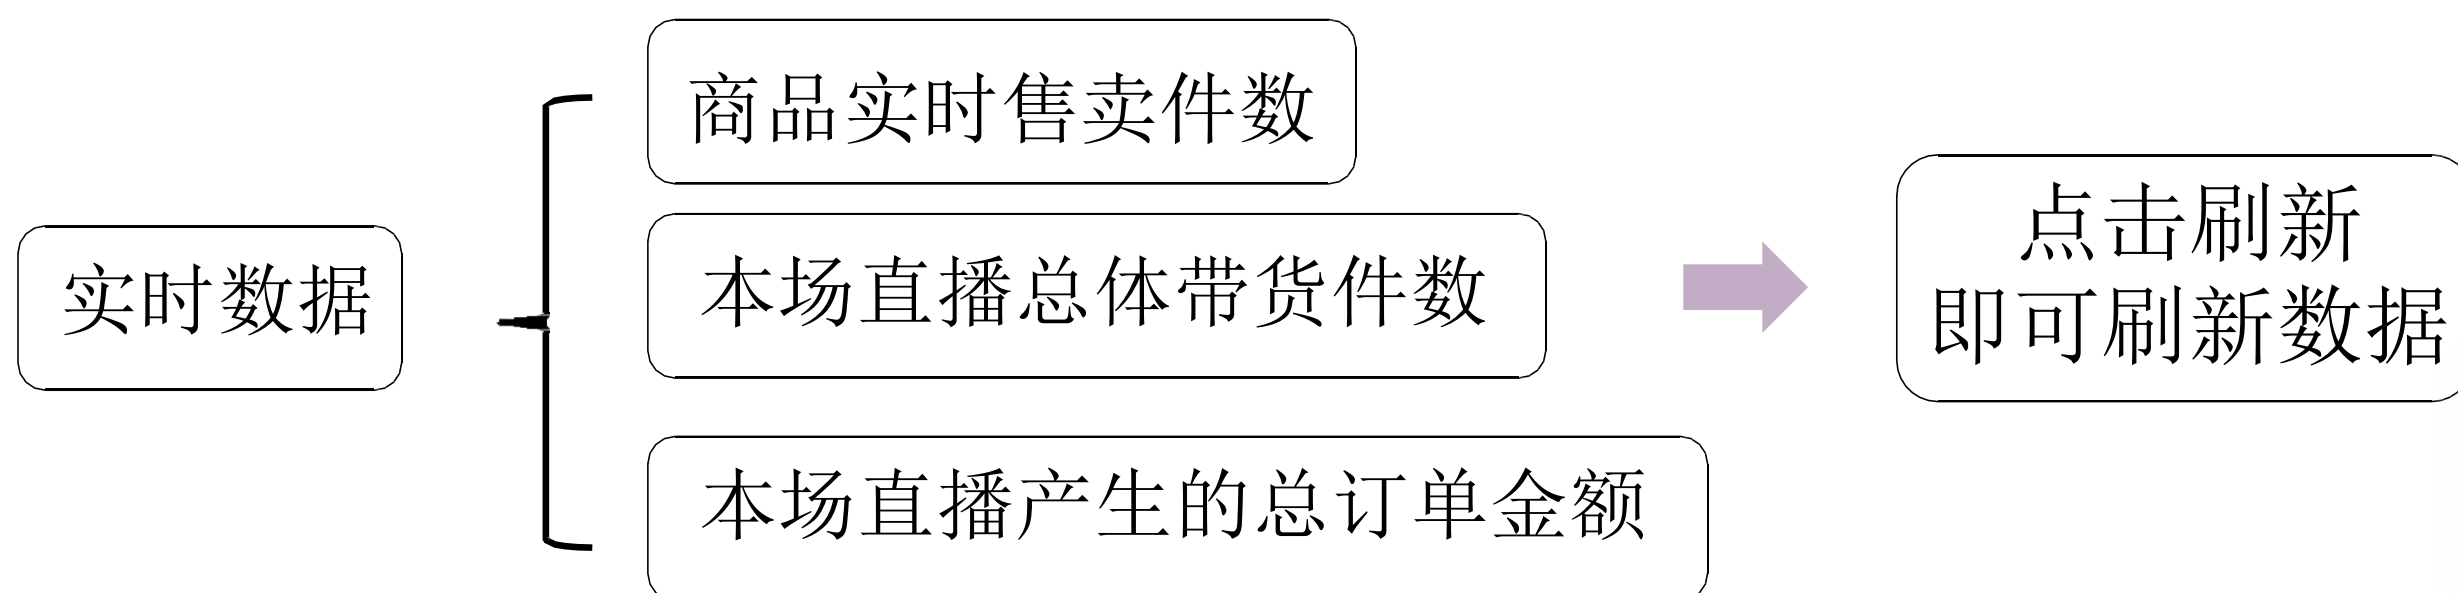 实时数据
商品实时售卖件数
本场直播总体带货件数
本场直播产生的总订单金额
点击刷新
即可刷新数据